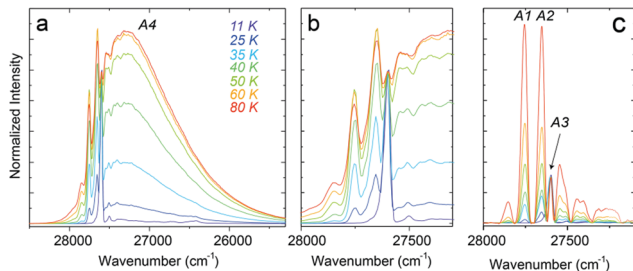 a
A4
11 K
25 K
35 K
40 K
50 K
60 K
80 K
Normalized Intensity
28000 27000 26000
Wavenumber (cm⁻¹)
b
28000 27500
Wavenumber (cm⁻¹)
c
A1 A2
A3
28000 27500
Wavenumber (cm⁻¹)